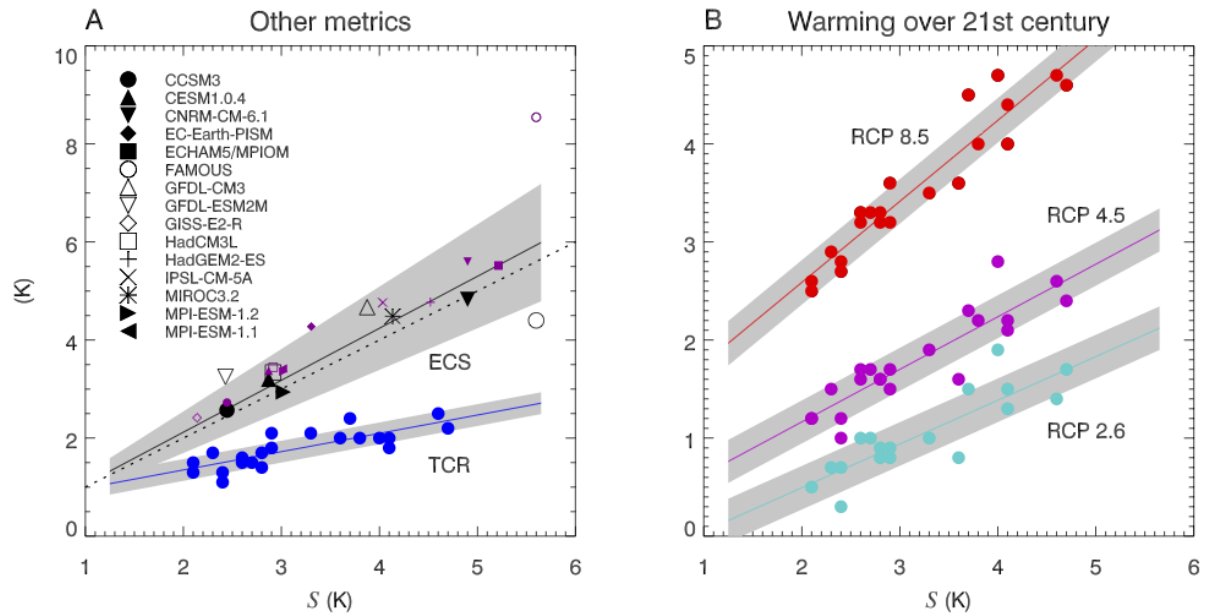 A
Other metrics
10
8
6
4
2
0
(K)
CCSM3
CESM1.0.4
CNRM-CM-6.1
EC-Earth-PISM
ECHAM5/MPIOM
FAMOUS
GFDL-CM3
GFDL-ESM2M
GISS-E2-R
HadCM3L
HadGEM2-ES
IPSL-CM-5A
MIROC3.2
MPI-ESM-1.2
MPI-ESM-1.1
ECS
TCR
1 2 3 4 5 6
S (K)
B
Warming over 21st century
5
4
3
2
1
0
RCP 8.5
RCP 4.5
RCP 2.6
1 2 3 4 5 6
S (K)